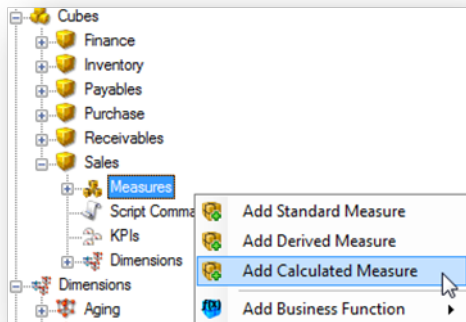 Cubes
Finance
Inventory
Payables
Purchase
Receivables
Sales
Measures
Script Comma
KPIs
Dimensions
Dimensions
Aging
Add Standard Measure
Add Derived Measure
Add Calculated Measure
Add Business Function